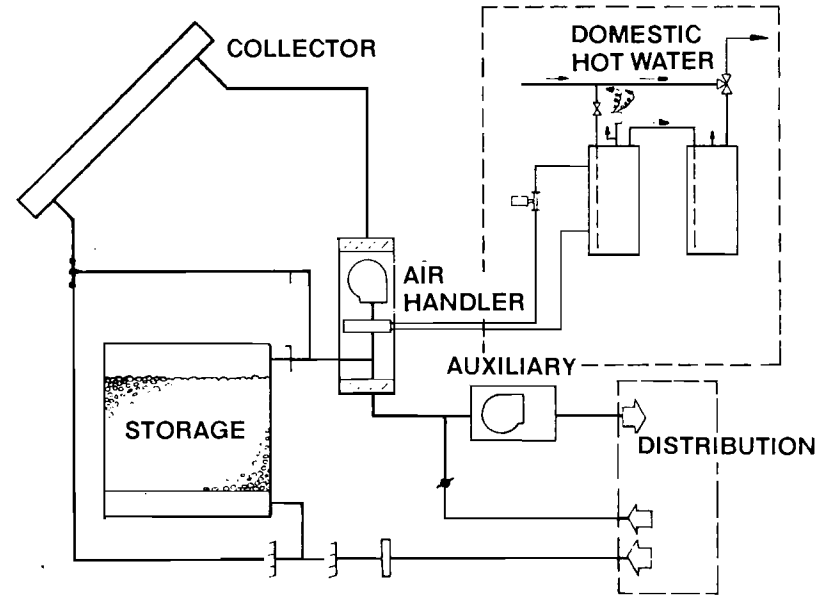 COLLECTOR
DOMESTIC
HOT WATER
AIR
HANDLER
AUXILIARY
STORAGE
DISTRIBUTION